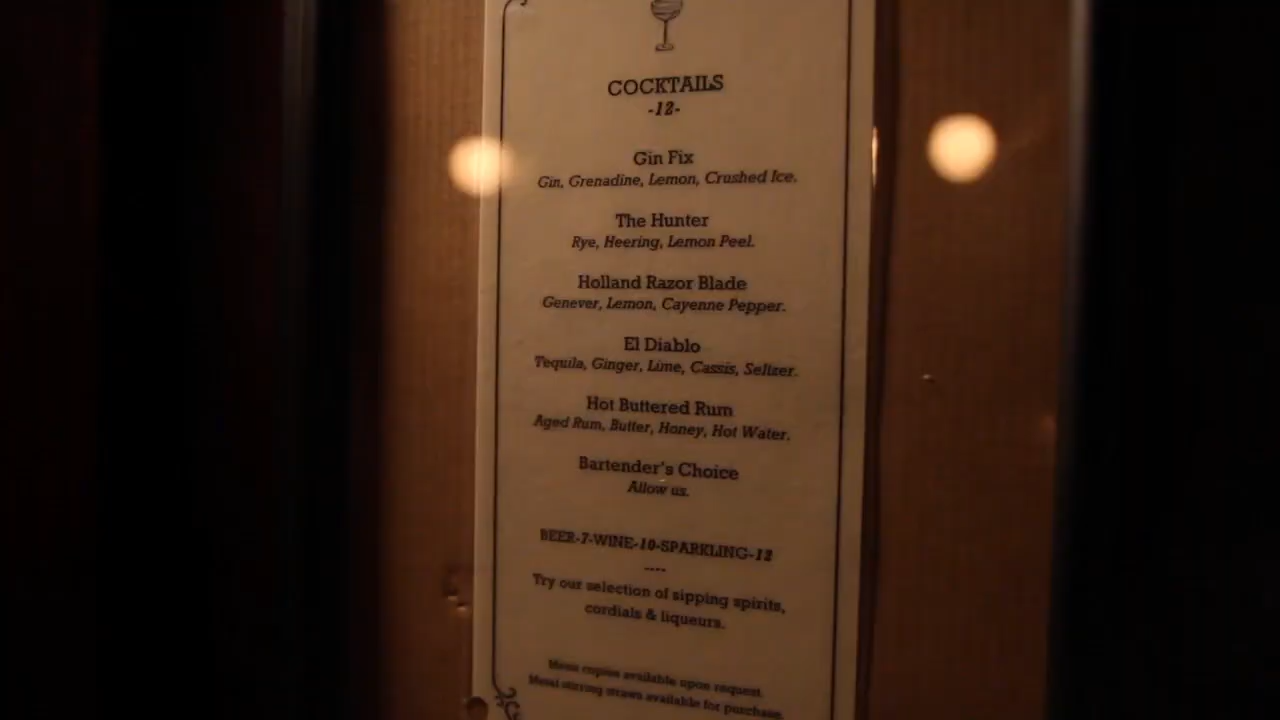 COCKTAILS
-12-
Gin Fix
Gin, Grenadine, Lemon, Crushed Ice.
The Hunter
Rye, Heering, Lemon Peel.
Holland Razor Blade
Genever, Lemon, Cayenne Pepper.
El Diablo
Tequila, Ginger, Lime, Cassis, Seltzer.
Hot Buttered Rum
Aged Rum, Butter, Honey, Hot Water.
Bartender's Choice
Allow us.
BEER-7-WINE-10-SPARKLING-12
----
Try our selection of sipping spirits,
cordials & liqueurs.
Menu copies available upon request.
Metal stirring straws available for purchase.